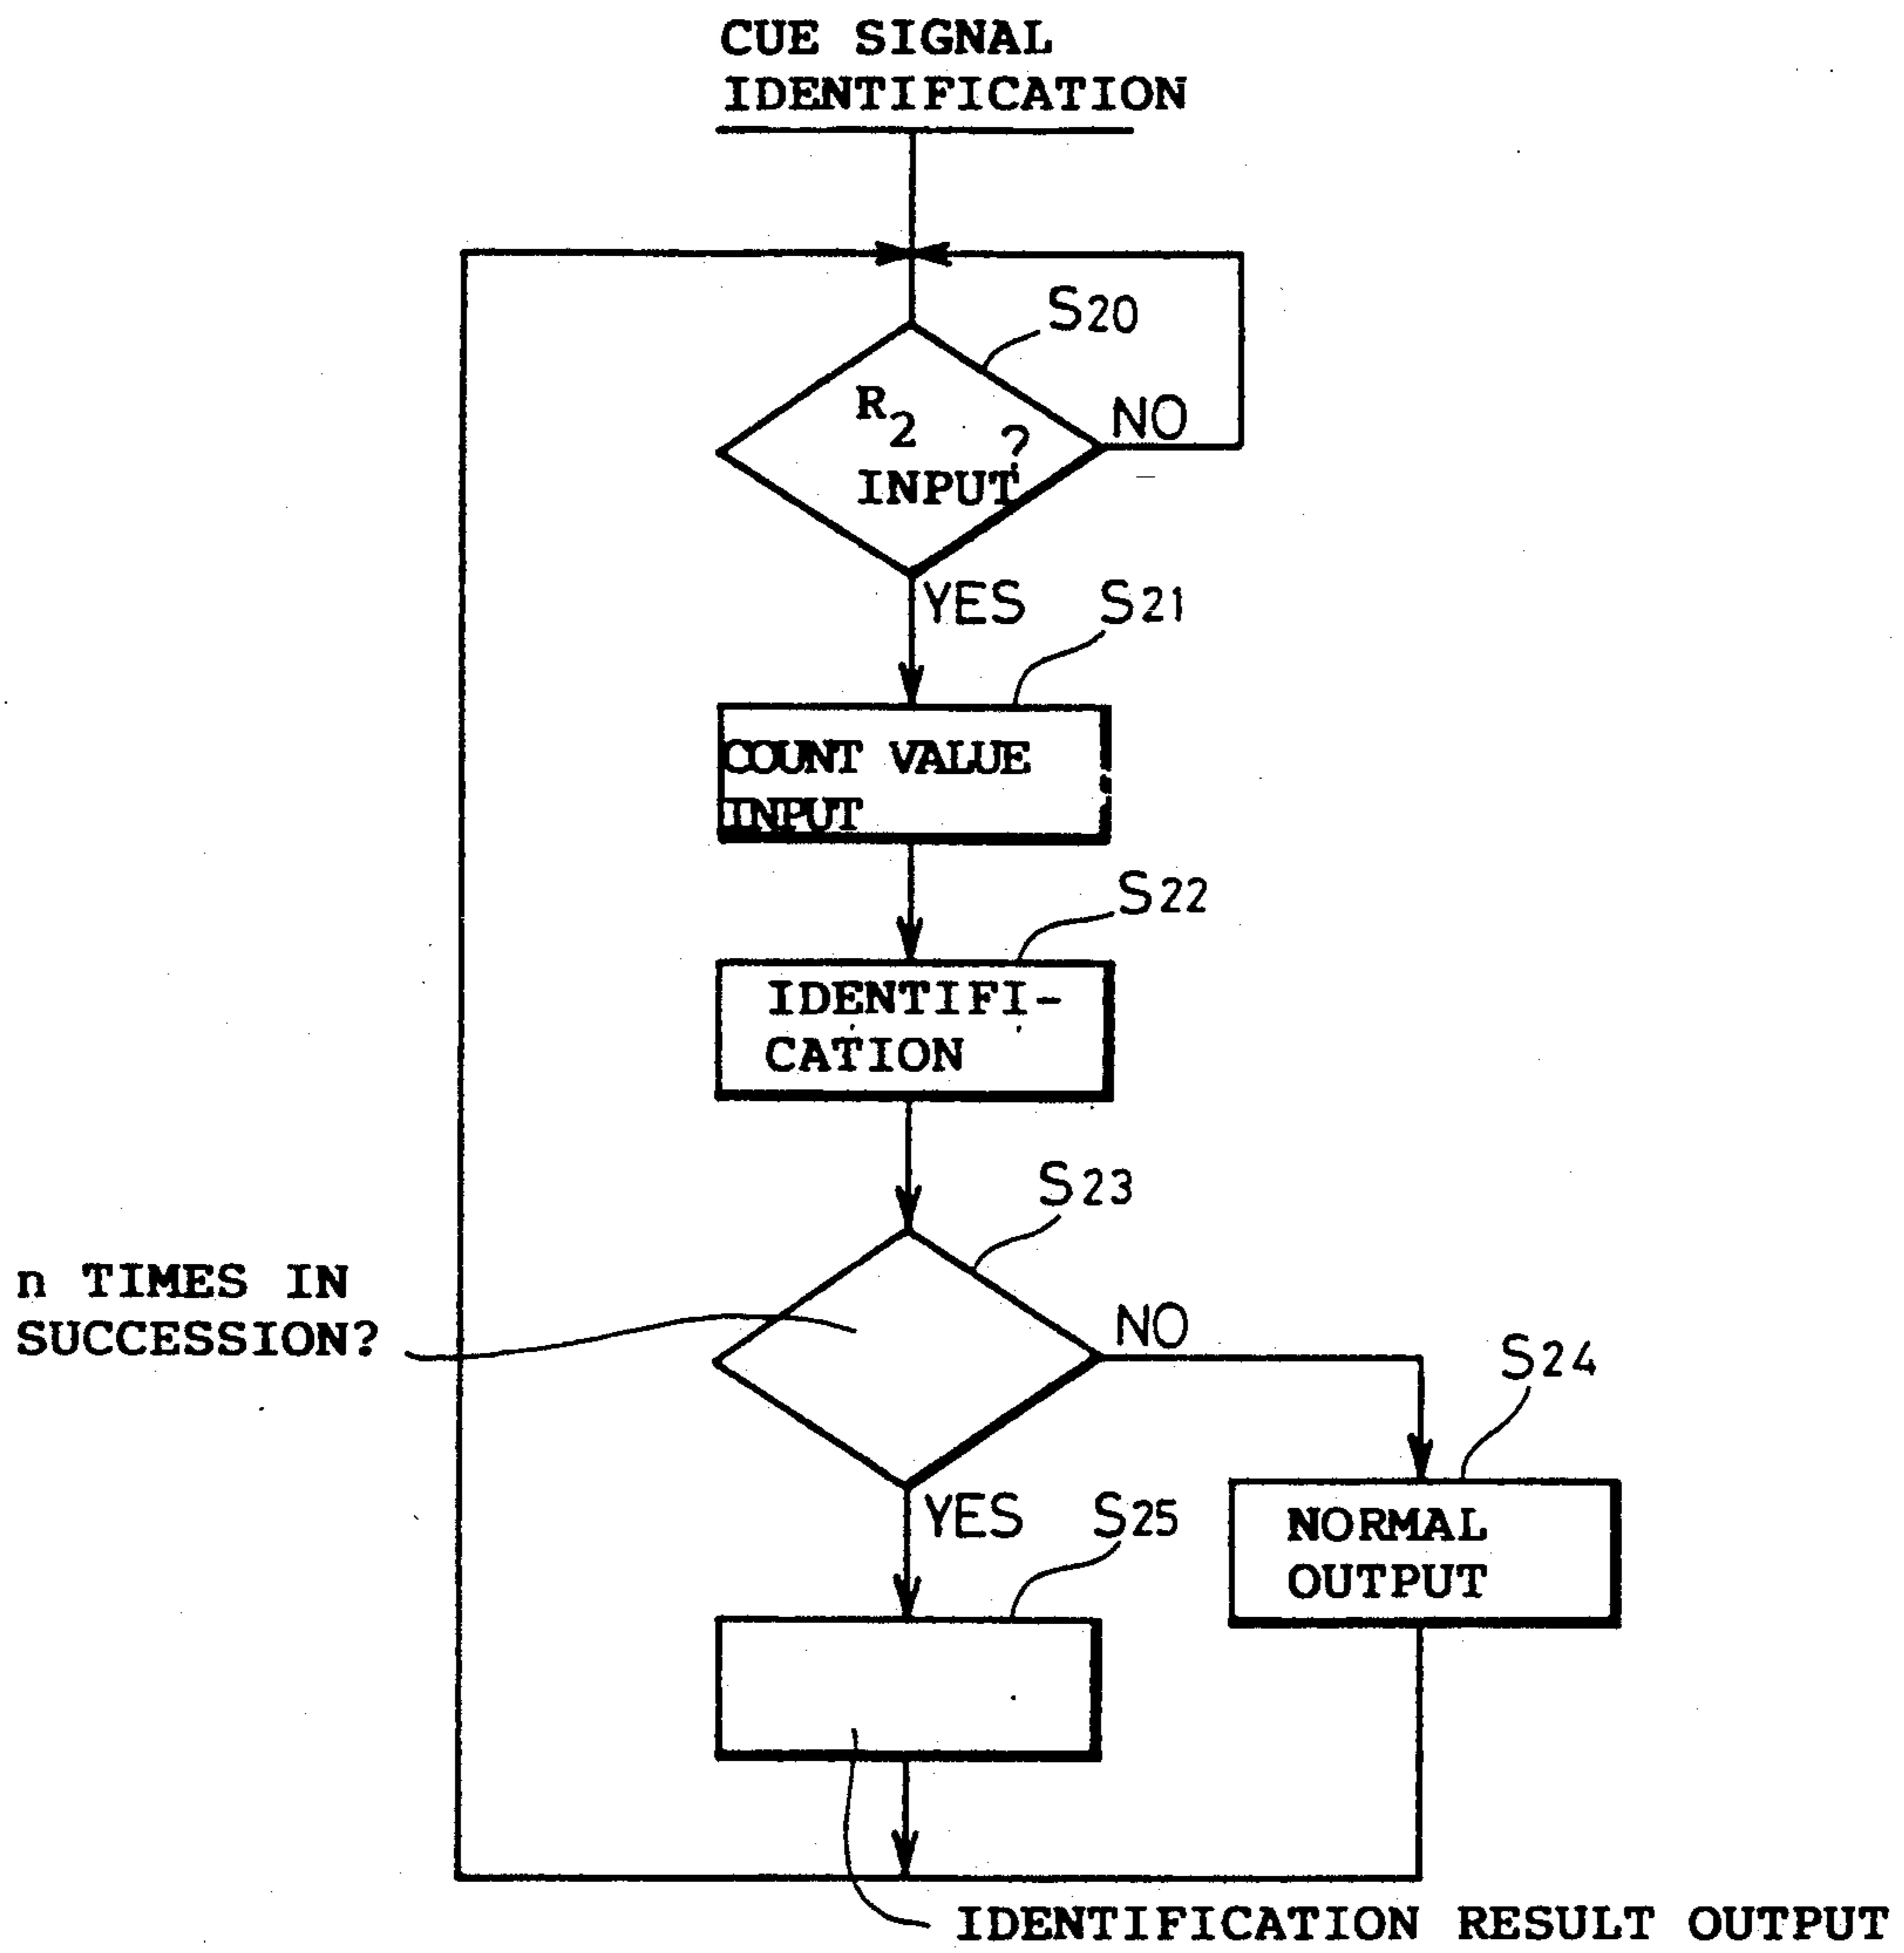 CUE SIGNAL
IDENTIFICATION
S20
R2 ?
INPUT
NO
YES
S21
COUNT VALUE
INPUT
S22
IDENTIFI-
CATION
S23
n TIMES IN
SUCCESSION?
NO
S24
YES
S25
NORMAL
OUTPUT
IDENTIFICATION RESULT OUTPUT